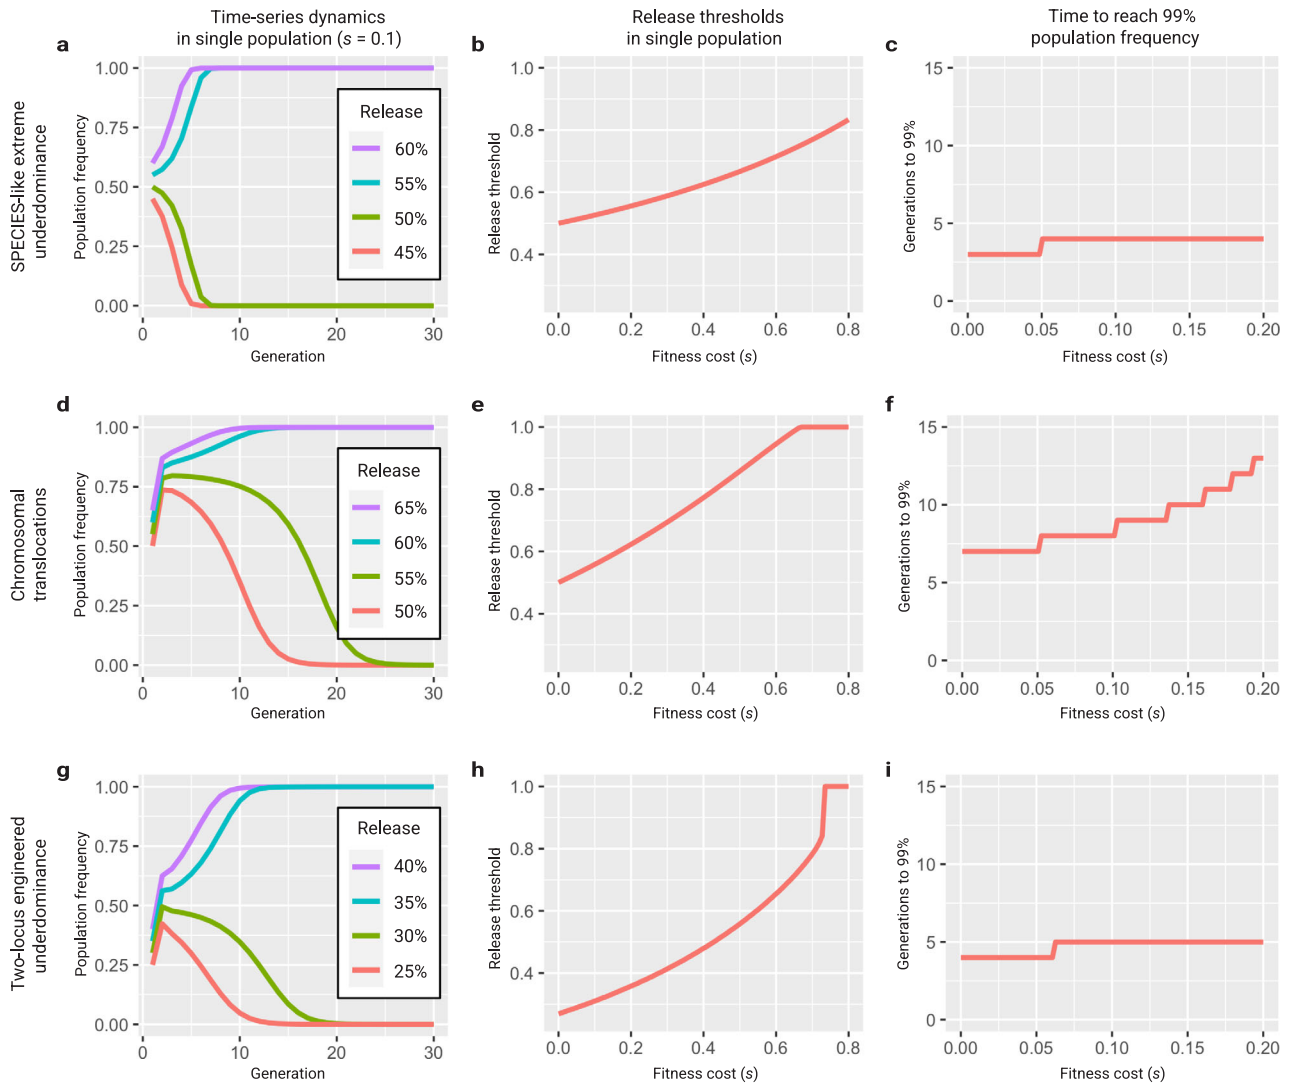 Time-series dynamics
in single population (s = 0.1)
Release thresholds
in single population
Time to reach 99%
population frequency
SPECIES-like extreme
underdominance
a
Population frequency
1.00
0.75
0.50
0.25
0.00
0
10
20
30
Generation
Release
60%
55%
50%
45%
b
Release threshold
1.0
0.8
0.6
0.4
0.0
0.2
0.4
0.6
0.8
Fitness cost (s)
c
Generations to 99%
15
10
5
0
0.00
0.05
0.10
0.15
0.20
Fitness cost (s)
Chromosomal
translocations
d
Population frequency
1.00
0.75
0.50
0.25
0.00
0
10
20
30
Generation
Release
65%
60%
55%
50%
e
Release threshold
1.0
0.8
0.6
0.4
0.0
0.2
0.4
0.6
0.8
Fitness cost (s)
f
Generations to 99%
15
10
5
0
0.00
0.05
0.10
0.15
0.20
Fitness cost (s)
Two-locus engineered
underdominance
g
Population frequency
1.00
0.75
0.50
0.25
0.00
0
10
20
30
Generation
Release
40%
35%
30%
25%
h
Release threshold
1.0
0.8
0.6
0.4
0.0
0.2
0.4
0.6
0.8
Fitness cost (s)
i
Generations to 99%
15
10
5
0
0.00
0.05
0.10
0.15
0.20
Fitness cost (s)